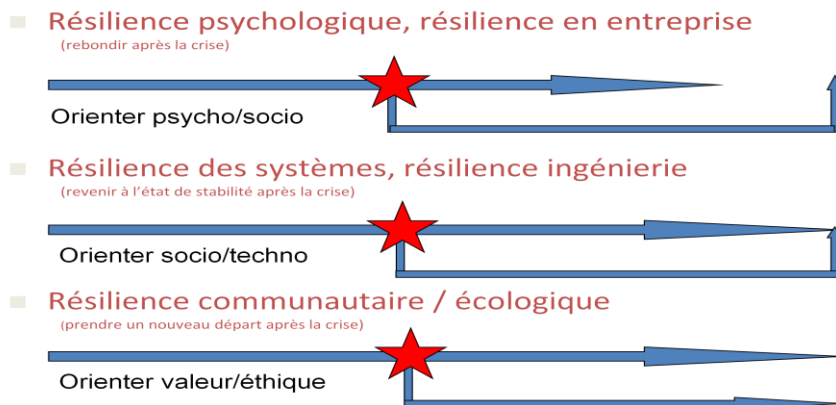 Résilience psychologique, résilience en entreprise
(rebondir après la crise)
Orienter psycho/socio
Résilience des systèmes, résilience ingénierie
(revenir à l'état de stabilité après la crise)
Orienter socio/techno
Résilience communautaire / écologique
(prendre un nouveau départ après la crise)
Orienter valeur/éthique